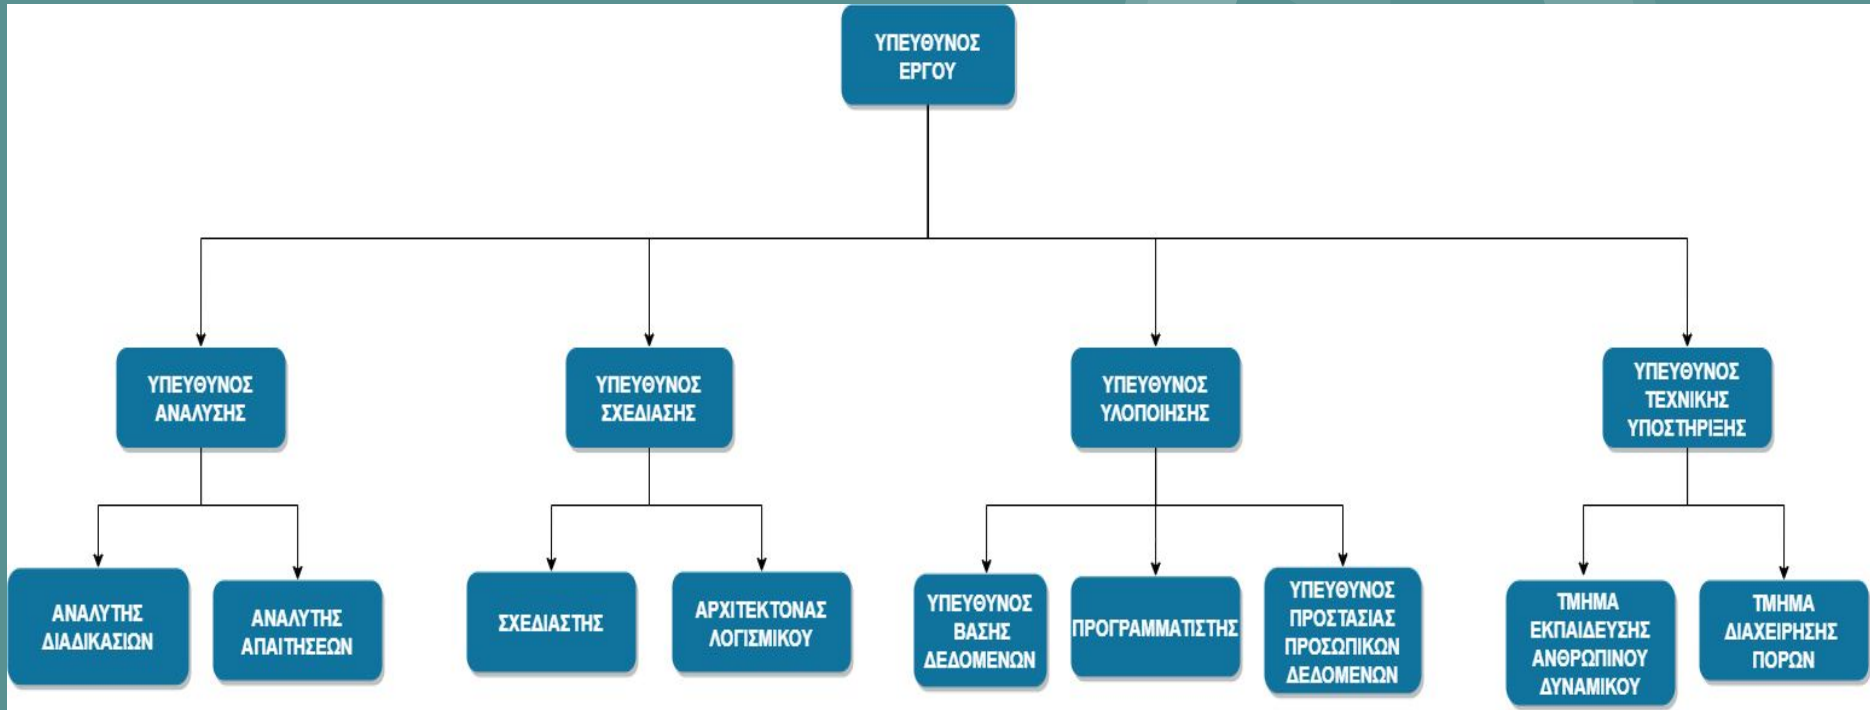 ΥΠΕΥΘΥΝΟΣ
ΕΡΓΟΥ
ΥΠΕΥΘΥΝΟΣ
ΑΝΑΛΥΣΗΣ
ΥΠΕΥΘΥΝΟΣ
ΣΧΕΔΙΑΣΗΣ
ΥΠΕΥΘΥΝΟΣ
ΥΛΟΠΟΙΗΣΗΣ
ΥΠΕΥΘΥΝΟΣ
ΤΕΧΝΙΚΗΣ
ΥΠΟΣΤΗΡΙΞΗΣ
ΑΝΑΛΥΤΗΣ
ΔΙΑΔΙΚΑΣΙΩΝ
ΑΝΑΛΥΤΗΣ
ΑΠΑΙΤΗΣΕΩΝ
ΣΧΕΔΙΑΣΤΗΣ
ΑΡΧΙΤΕΚΤΟΝΑΣ
ΛΟΓΙΣΜΙΚΟΥ
ΥΠΕΥΘΥΝΟΣ
ΒΑΣΗΣ
ΔΕΔΟΜΕΝΩΝ
ΠΡΟΓΡΑΜΜΑΤΙΣΤΗΣ
ΥΠΕΥΘΥΝΟΣ
ΠΡΟΣΤΑΣΙΑΣ
ΠΡΟΣΩΠΙΚΩΝ
ΔΕΔΟΜΕΝΩΝ
ΤΜΗΜΑ
ΕΚΠΑΙΔΕΥΣΗΣ
ΑΝΘΡΩΠΙΝΟΥ
ΔΥΝΑΜΙΚΟΥ
ΤΜΗΜΑ
ΔΙΑΧΕΙΡΗΣΗΣ
ΠΟΡΩΝ